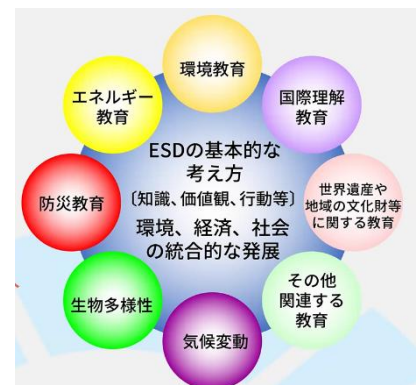 環境教育
エネルギー
教育
国際理解
教育
ESDの基本的な
考え方
〔知識、価値観、行動等〕
環境、経済、社会
の統合的な発展
防災教育
世界遺産や
地域の文化財等
に関する教育
生物多様性
その他
関連する
教育
気候変動